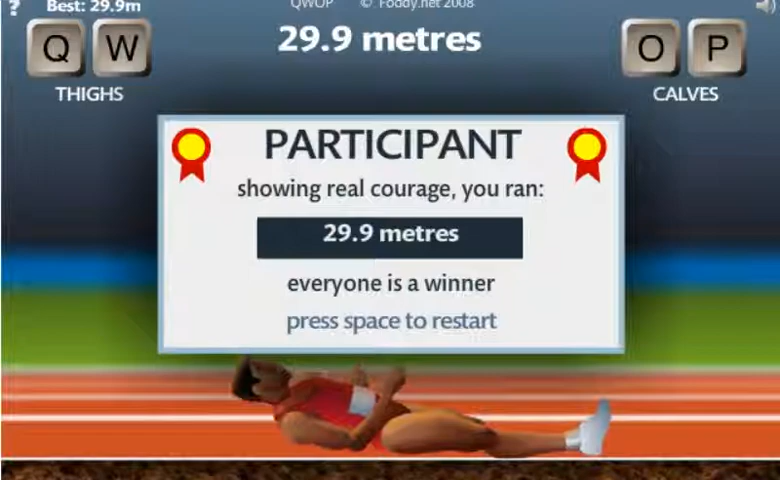 ?
Best: 29.9m
QWOP © Foddy.net 2008
29.9 metres
Q W
THIGHS
O P
CALVES
PARTICIPANT
showing real courage, you ran:
29.9 metres
everyone is a winner
press space to restart